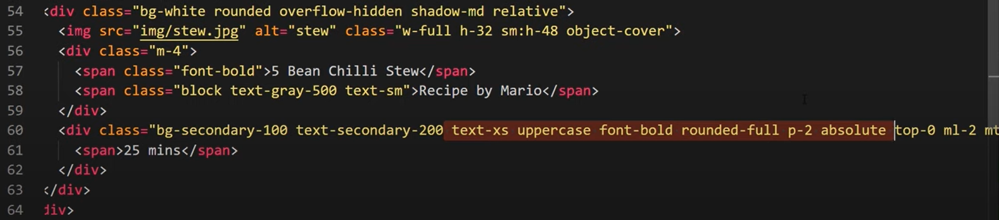 54 <div class="bg-white rounded overflow-hidden shadow-md relative">
55 <img src="img/stew.jpg" alt="stew" class="w-full h-32 sm:h-48 object-cover">
56 <div class="m-4">
57 <span class="font-bold">5 Bean Chilli Stew</span>
58 <span class="block text-gray-500 text-sm">Recipe by Mario</span>
59 </div>
60 <div class="bg-secondary-100 text-secondary-200 text-xs uppercase font-bold rounded-full p-2 absolute top-0 ml-2 mt
61 <span>25 mins</span>
62 </div>
63 </div>
64 div>